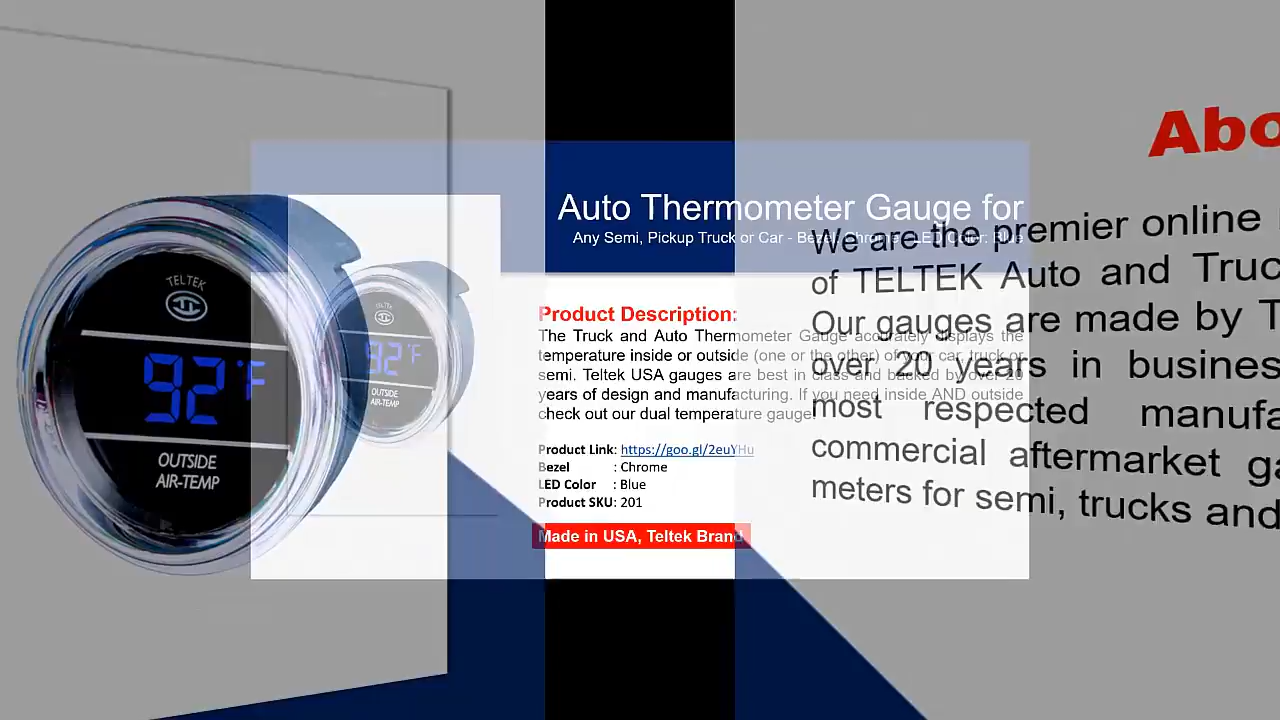 Abo
TELTEK
92°F
OUTSIDE
AIR-TEMP
TELTEK
92°F
OUTSIDE
AIR-TEMP
Auto Thermometer Gauge for
Any Semi, Pickup Truck or Car - Bezel: Chrome - LED Color: Blue
Product Description:
The Truck and Auto Thermometer Gauge accurately displays the
temperature inside or outside (one or the other) of your car, truck or
semi. Teltek USA gauges are best in class and backed by over 20
years of design and manufacturing. If you need inside AND outside
check out our dual temperature gauge!
Product Link: https://goo.gl/2euYHu
Bezel : Chrome
LED Color : Blue
Product SKU: 201
Made in USA, Teltek Brand
We are the premier online
of TELTEK Auto and Truc
Our gauges are made by T
over 20 years in busines
most respected manufa
commercial aftermarket ga
meters for semi, trucks and